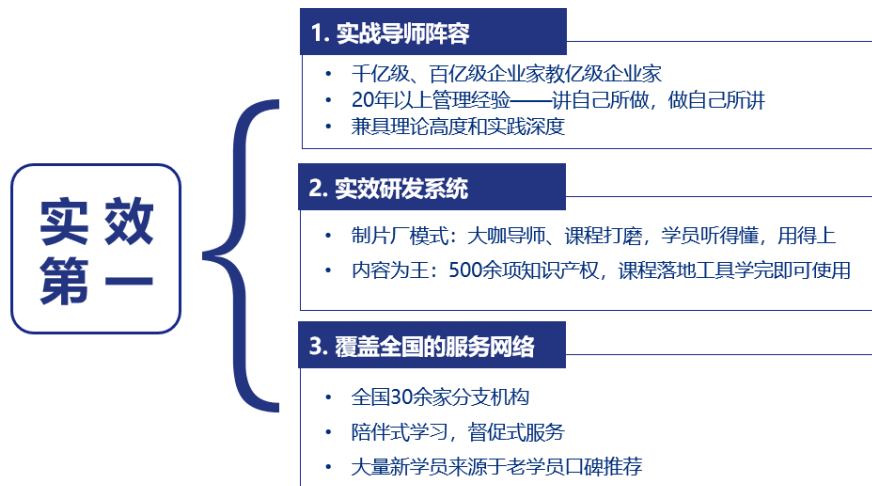 实效
第一
1. 实战导师阵容
• 千亿级、百亿级企业家教亿级企业家
• 20年以上管理经验——讲自己所做，做自己所讲
• 兼具理论高度和实践深度
2. 实效研发系统
• 制片厂模式：大咖导师、课程打磨，学员听得懂，用得上
• 内容为王：500余项知识产权，课程落地工具学完即可使用
3. 覆盖全国的服务网络
• 全国30余家分支机构
• 陪伴式学习，督促式服务
• 大量新学员来源于老学员口碑推荐